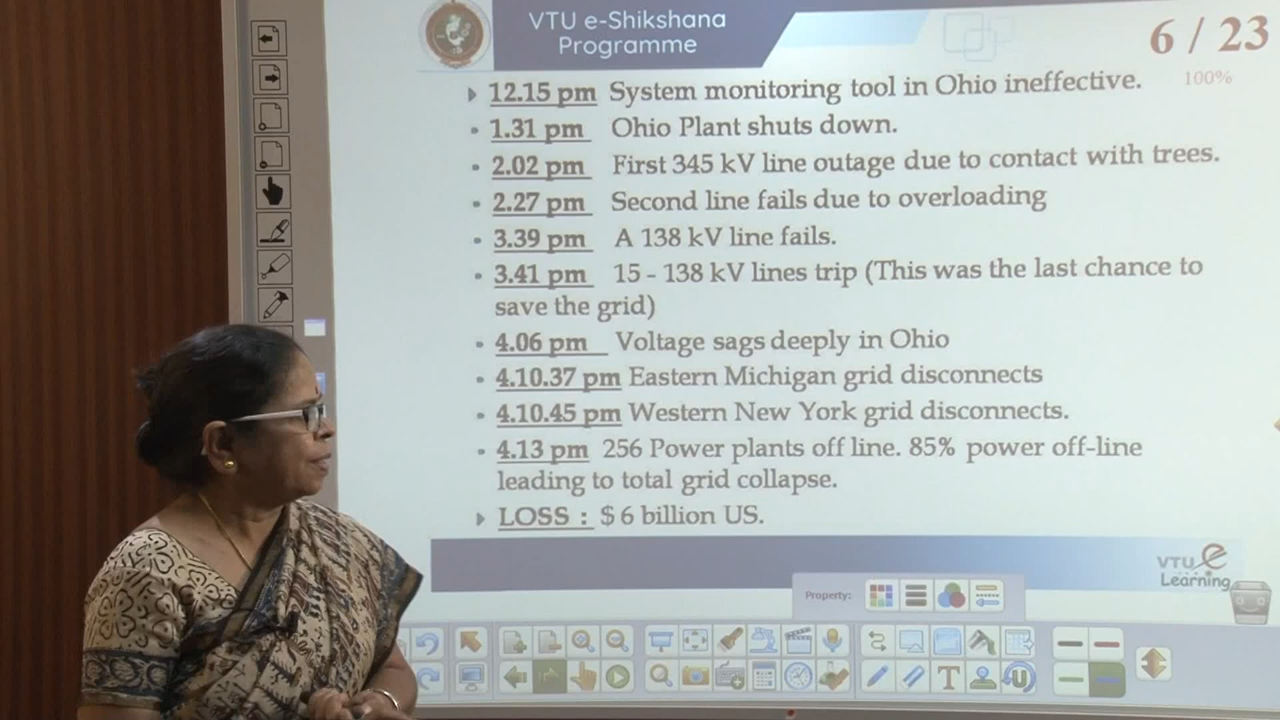 VTU e-Shikshana
Programme
6 / 23
100%
12.15 pm System monitoring tool in Ohio ineffective.
1.31 pm Ohio Plant shuts down.
2.02 pm First 345 kV line outage due to contact with trees.
2.27 pm Second line fails due to overloading
3.39 pm A 138 kV line fails.
3.41 pm 15 - 138 kV lines trip (This was the last chance to
save the grid)
4.06 pm Voltage sags deeply in Ohio
4.10.37 pm Eastern Michigan grid disconnects
4.10.45 pm Western New York grid disconnects.
4.13 pm 256 Power plants off line. 85% power off-line
leading to total grid collapse.
LOSS : $ 6 billion US.
VTU e
Learning
Property: